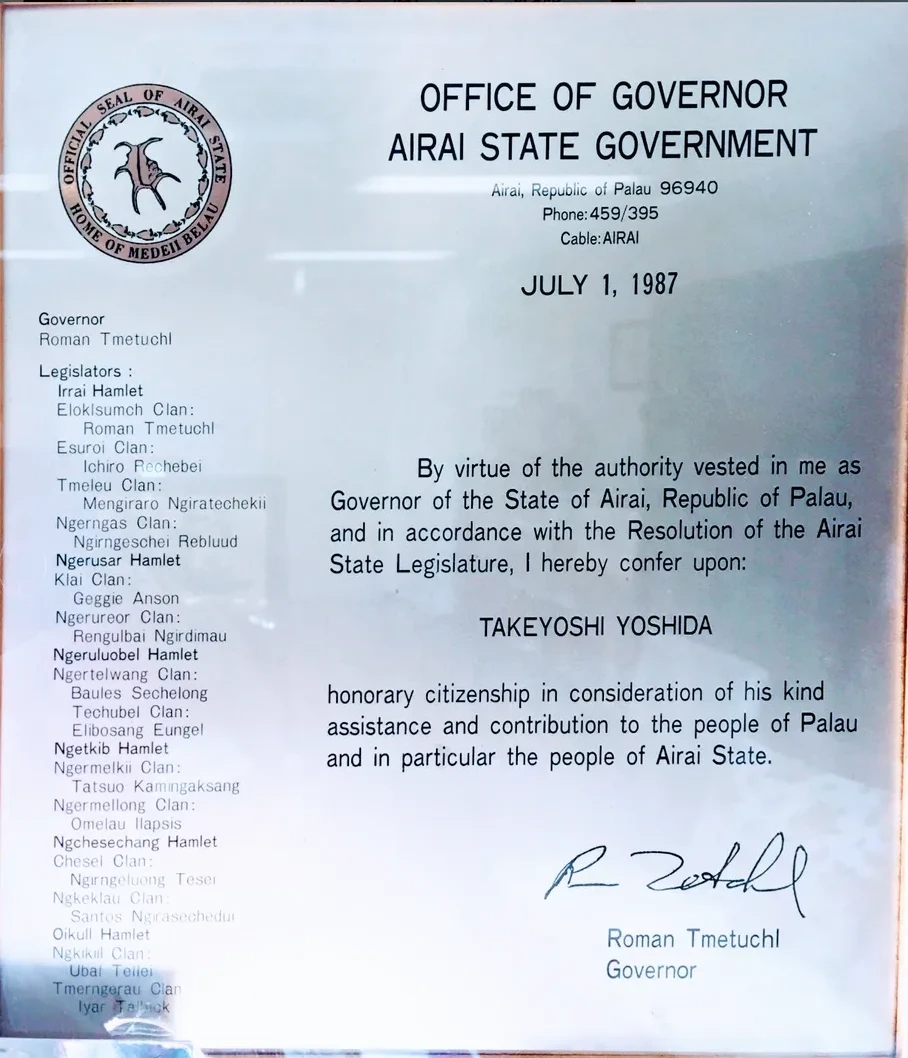 OFFICIAL SEAL OF AIRAI STATE
HOME OF MEDEII BELAU
OFFICE OF GOVERNOR
AIRAI STATE GOVERNMENT
Airai, Republic of Palau 96940
Phone:459/395
Cable:AIRAI
JULY 1, 1987
Governor
Roman Tmetuchl
Legislators :
Irrai Hamlet
Eloklsumch Clan:
Roman Tmetuchl
Esuroi Clan:
Ichiro Rechebei
Tmeleu Clan:
Mengiraro Ngiratechekii
Ngerngas Clan:
Ngirngeschei Rebluud
Ngerusar Hamlet
Klai Clan:
Geggie Anson
Ngerureor Clan:
Rengulbai Ngirdimau
Ngeruluobel Hamlet
Ngertelwang Clan:
Baules Sechelong
Techubel Clan:
Elibosang Eungel
Ngetkib Hamlet
Ngermelkii Clan:
Tatsuo Kamingaksang
Ngermellong Clan:
Omelau Ilapsis
Ngchesechang Hamlet
Chesel Clan:
Ngirngeluong Tesei
Ngkeklau Clan:
Santos Ngirasechedui
Oikull Hamlet
Ngkikiil Clan:
Ubal Tellei
Tmerngerau Clan
Iyar
By virtue of the authority vested in me as
Governor of the State of Airai, Republic of Palau,
and in accordance with the Resolution of the Airai
State Legislature, I hereby confer upon:
TAKEYOSHI YOSHIDA
honorary citizenship in consideration of his kind
assistance and contribution to the people of Palau
and in particular the people of Airai State.
Roman Tmetuchl
Governor